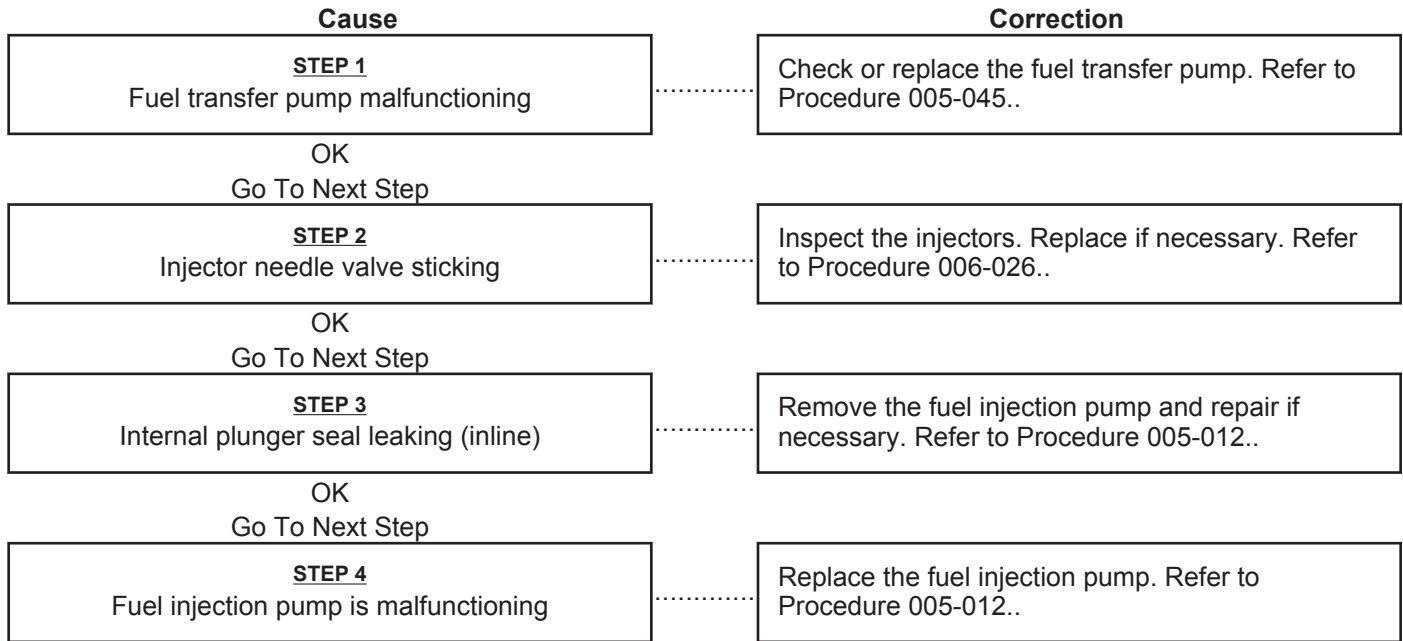 Cause
Correction
STEP 1
Fuel transfer pump malfunctioning
.............
Check or replace the fuel transfer pump. Refer to
Procedure 005-045..
OK
Go To Next Step
STEP 2
Injector needle valve sticking
.............
Inspect the injectors. Replace if necessary. Refer
to Procedure 006-026..
OK
Go To Next Step
STEP 3
Internal plunger seal leaking (inline)
.............
Remove the fuel injection pump and repair if
necessary. Refer to Procedure 005-012..
OK
Go To Next Step
STEP 4
Fuel injection pump is malfunctioning
.............
Replace the fuel injection pump. Refer to
Procedure 005-012..